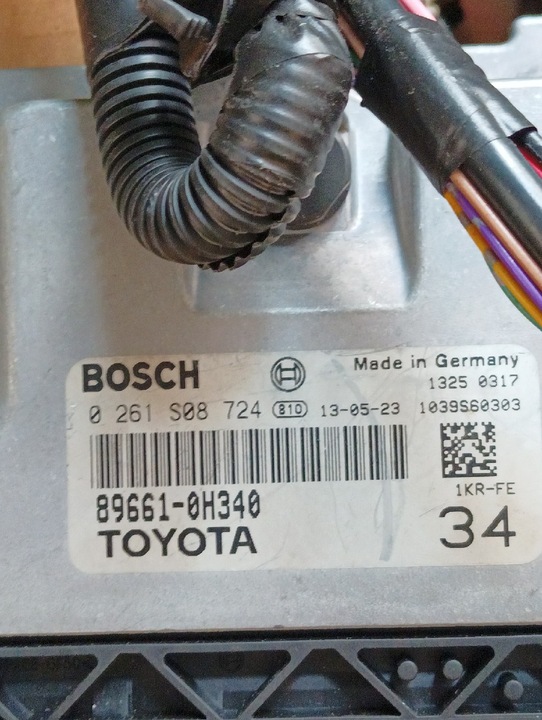 BOSCH
Made in Germany
1325 0317
0 261 S08 724 810 13-05-23 1039S60303
1KR-FE
89661-0H340
TOYOTA
34